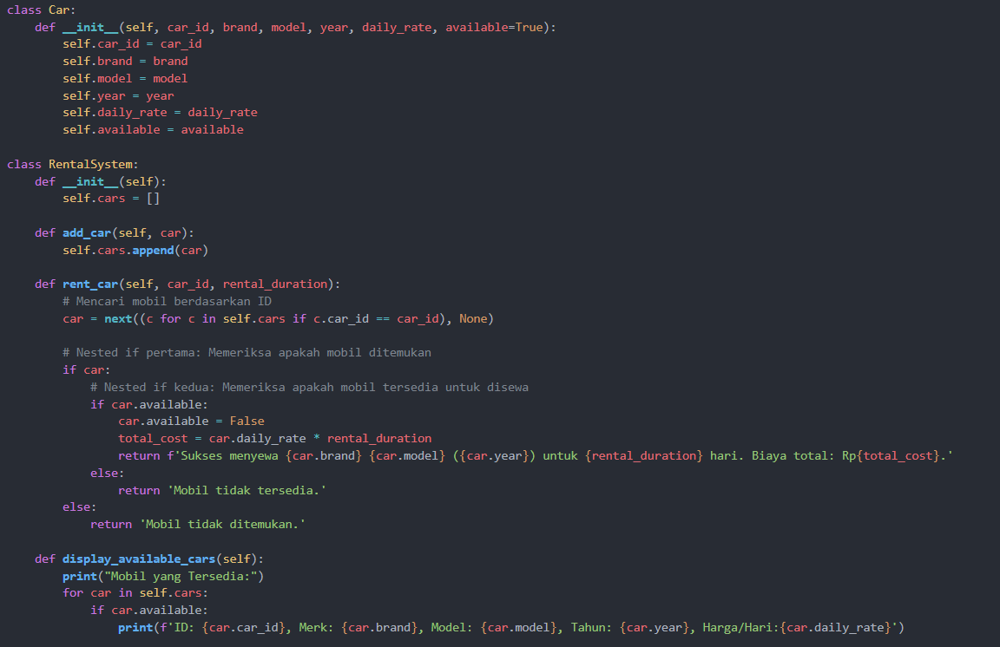 class Car:
    def __init__(self, car_id, brand, model, year, daily_rate, available=True):
        self.car_id = car_id
        self.brand = brand
        self.model = model
        self.year = year
        self.daily_rate = daily_rate
        self.available = available

class RentalSystem:
    def __init__(self):
        self.cars = []

    def add_car(self, car):
        self.cars.append(car)

    def rent_car(self, car_id, rental_duration):
        # Mencari mobil berdasarkan ID
        car = next((c for c in self.cars if c.car_id == car_id), None)

        # Nested if pertama: Memeriksa apakah mobil ditemukan
        if car:
            # Nested if kedua: Memeriksa apakah mobil tersedia untuk disewa
            if car.available:
                car.available = False
                total_cost = car.daily_rate * rental_duration
                return f'Sukses menyewa {car.brand} {car.model} ({car.year}) untuk {rental_duration} hari. Biaya total: Rp{total_cost}.'
            else:
                return 'Mobil tidak tersedia.'
        else:
            return 'Mobil tidak ditemukan.'

    def display_available_cars(self):
        print("Mobil yang Tersedia:")
        for car in self.cars:
            if car.available:
                print(f'ID: {car.car_id}, Merk: {car.brand}, Model: {car.model}, Tahun: {car.year}, Harga/Hari:{car.daily_rate}')